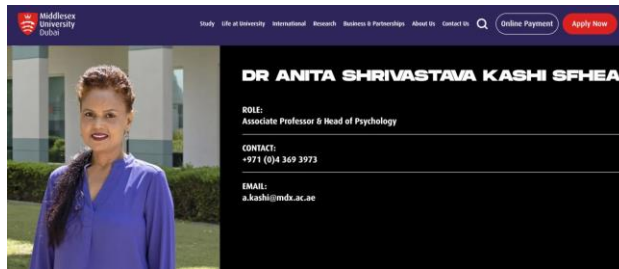 Middlesex
University
Dubai
Study Life at University International Research Business & Partnerships About Us Contact Us Online Payment Apply Now
DR ANITA SHRIVASTAVA KASHI SFHEA
ROLE:
Associate Professor & Head of Psychology
CONTACT:
+971 (0)4 369 3973
EMAIL:
a.kashi@mdx.ac.ae